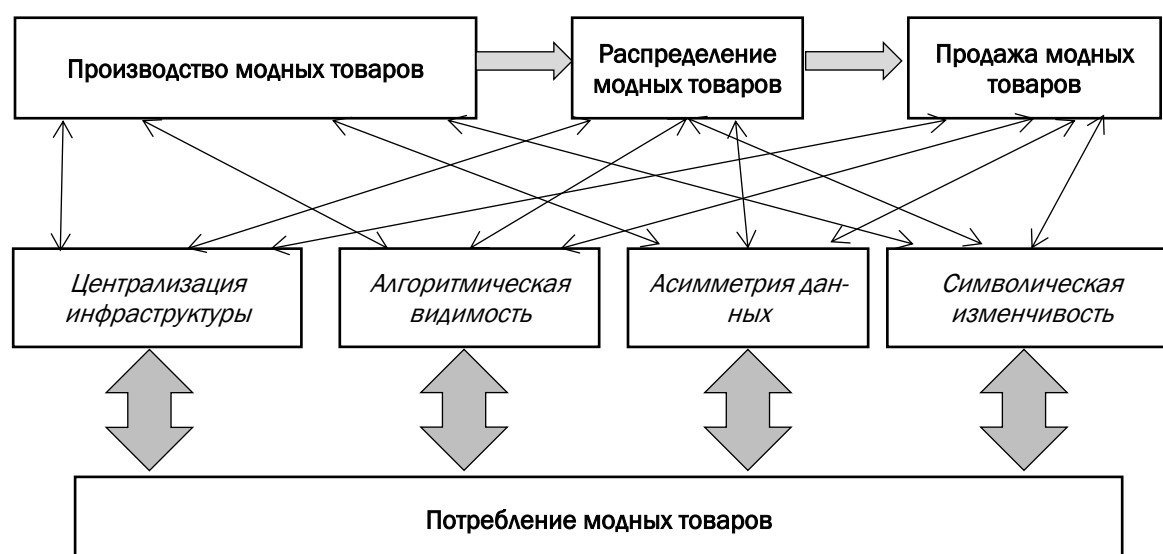 Производство модных товаров
Распределение
модных товаров
Продажа модных
товаров
Централизация
инфраструктуры
Алгоритмическая
видимость
Асимметрия дан-
ных
Символическая
изменчивость
Потребление модных товаров